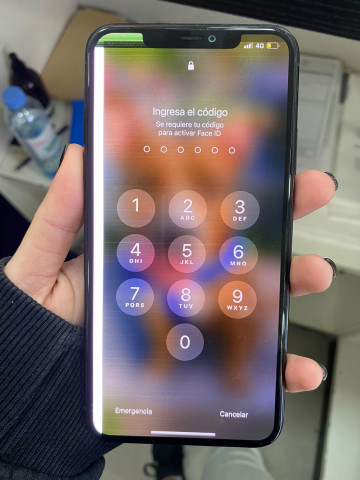 4G
Ingresa el código
Se requiere tu código
para activar Face ID
1
2
ABC
3
DEF
4
GHI
5
JKL
6
MNO
7
PQRS
8
TUV
9
WXYZ
0
Emergencia
Cancelar